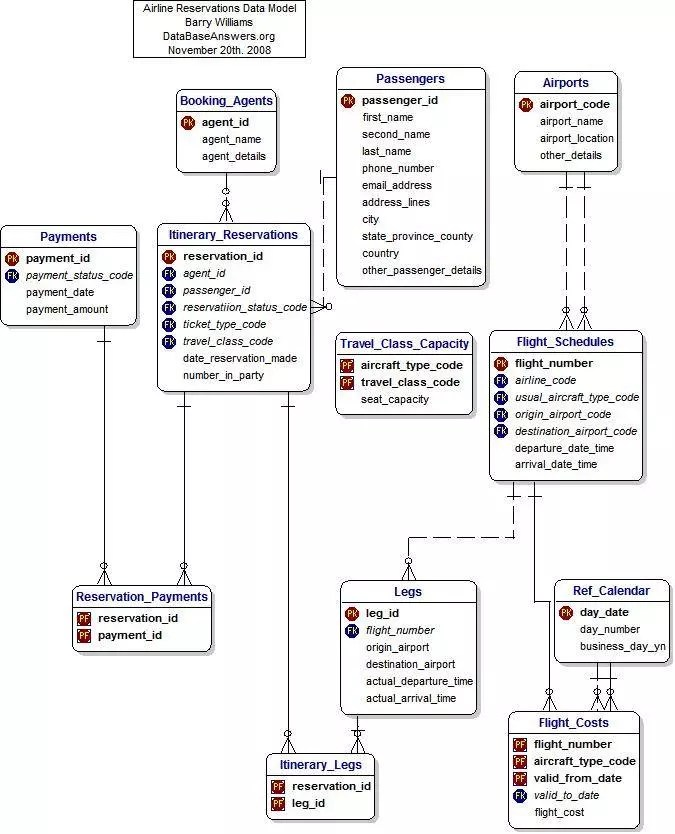 Airline Reservations Data Model
Barry Williams
DataBaseAnswers.org
November 20th. 2008
Booking_Agents
PK agent_id
agent_name
agent_details
Passengers
PK passenger_id
first_name
second_name
last_name
phone_number
email_address
address_lines
city
state_province_county
country
other_passenger_details
Airports
PK airport_code
airport_name
airport_location
other_details
Payments
PK payment_id
FK payment_status_code
payment_date
payment_amount
Itinerary_Reservations
PK reservation_id
FK agent_id
FK passenger_id
FK reservatiion_status_code
FK ticket_type_code
FK travel_class_code
date_reservation_made
number_in_party
Travel_Class_Capacity
PF aircraft_type_code
PF travel_class_code
seat_capacity
Flight_Schedules
PK flight_number
FK airline_code
FK usual_aircraft_type_code
FK origin_airport_code
FK destination_airport_code
departure_date_time
arrival_date_time
Reservation_Payments
PF reservation_id
PF payment_id
Legs
PK leg_id
FK flight_number
origin_airport
destination_airport
actual_departure_time
actual_arrival_time
Ref_Calendar
PK day_date
day_number
business_day_yn
Itinerary_Legs
PF reservation_id
PF leg_id
Flight_Costs
PF flight_number
PF aircraft_type_code
PF valid_from_date
FK valid_to_date
flight_cost